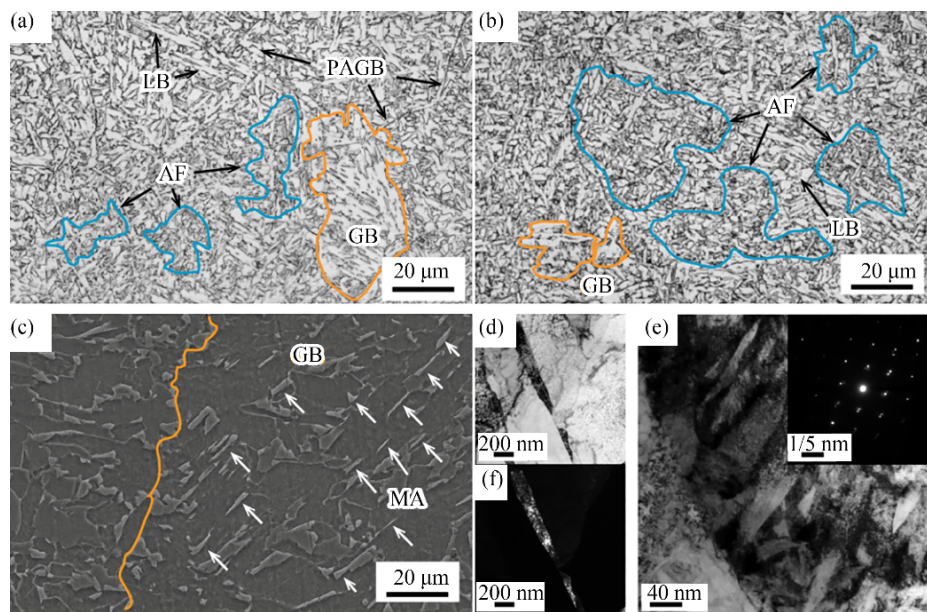 (a)
LB
PAGB
AF
GB
20 μm
(b)
AF
LB
GB
20 μm
(c)
GB
MA
20 μm
(d)
200 nm
(e)
1/5 nm
40 nm
(f)
200 nm